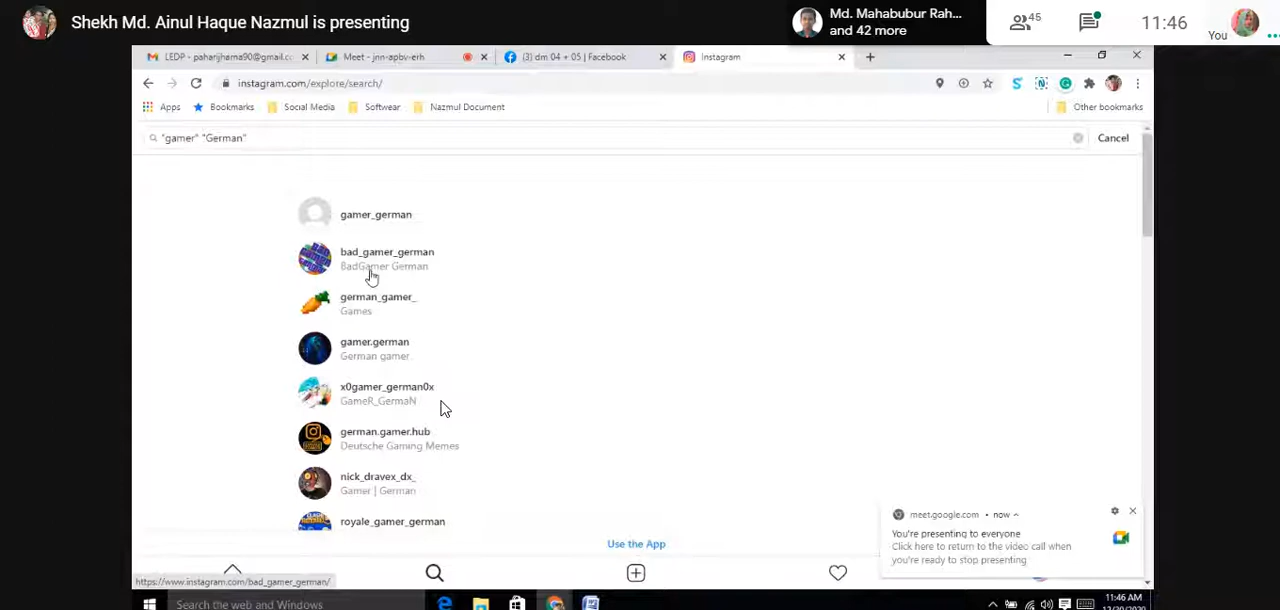 Shekh Md. Ainul Haque Nazmul is presenting
Md. Mahabubur Rah...
and 42 more
45
11:46
You
LEDP - paharijharna90@gmail.c
Meet - jnn-apbv-erh
(3) dm 04 + 05 | Facebook
Instagram
instagram.com/explore/search/
Apps
Bookmarks
Social Media
Softwear
Nazmul Document
Other bookmarks
"gamer" "German"
Cancel
gamer_german
bad_gamer_german
BadGamer German
german_gamer_
Games
gamer.german
German gamer
x0gamer_german0x
GameR_GermaN
german.gamer.hub
Deutsche Gaming Memes
nick_dravex_dx_
Gamer | German
royale_gamer_german
meet.google.com • now
You're presenting to everyone
Click here to return to the video call when
you're ready to stop presenting
Use the App
https://www.instagram.com/bad_gamer_german/
Search the web and Windows
11:46 AM